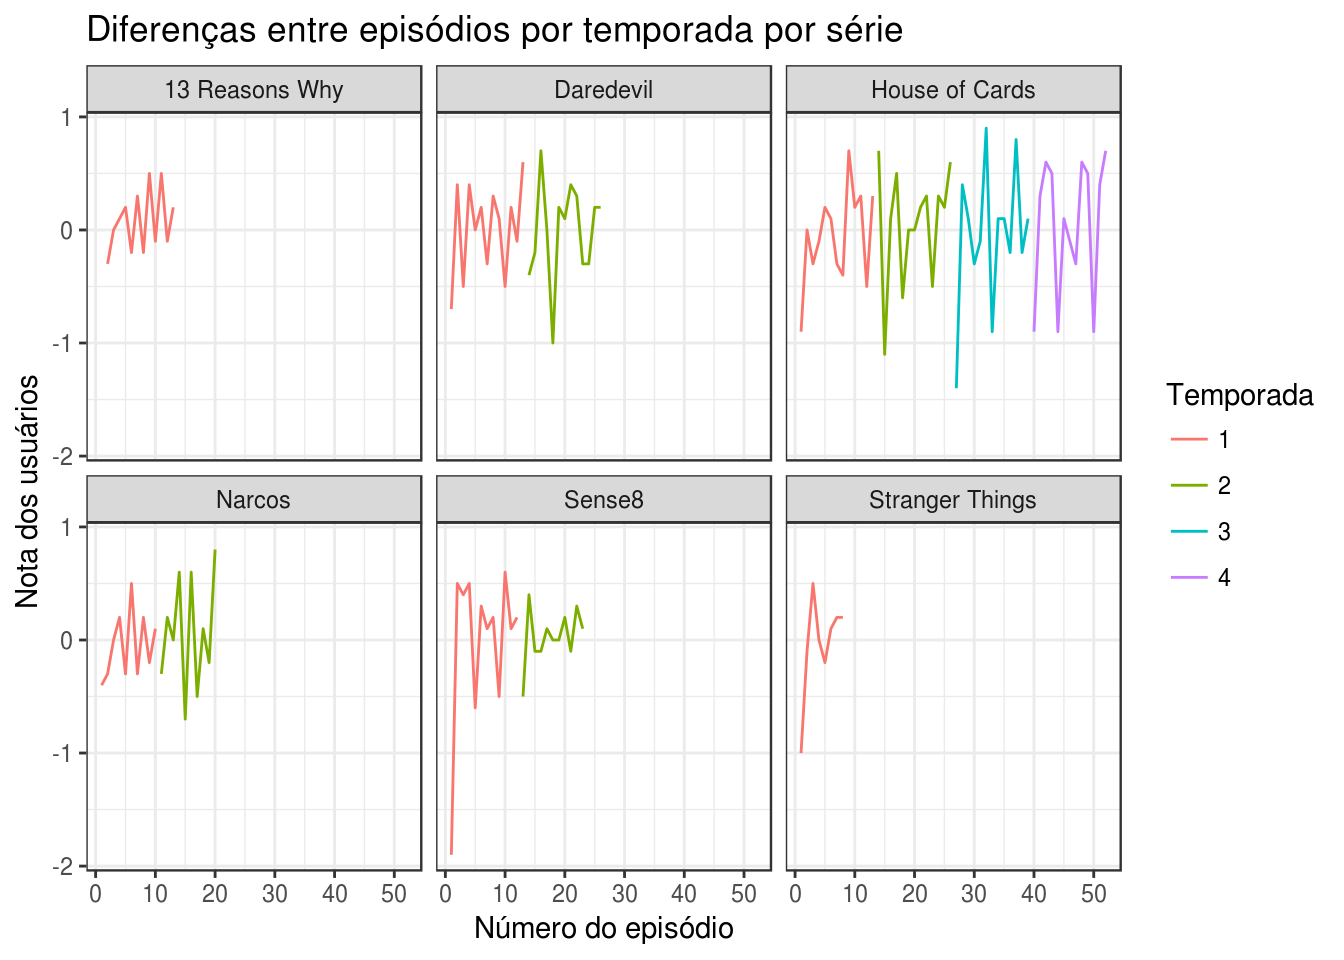 Diferenças entre episódios por temporada por série
13 Reasons Why
Daredevil
House of Cards
1
0
-1
-2
Narcos
Sense8
Stranger Things
1
0
-1
-2
0 10 20 30 40 50
0 10 20 30 40 50
0 10 20 30 40 50
Número do episódio
Nota dos usuários
Temporada
1
2
3
4